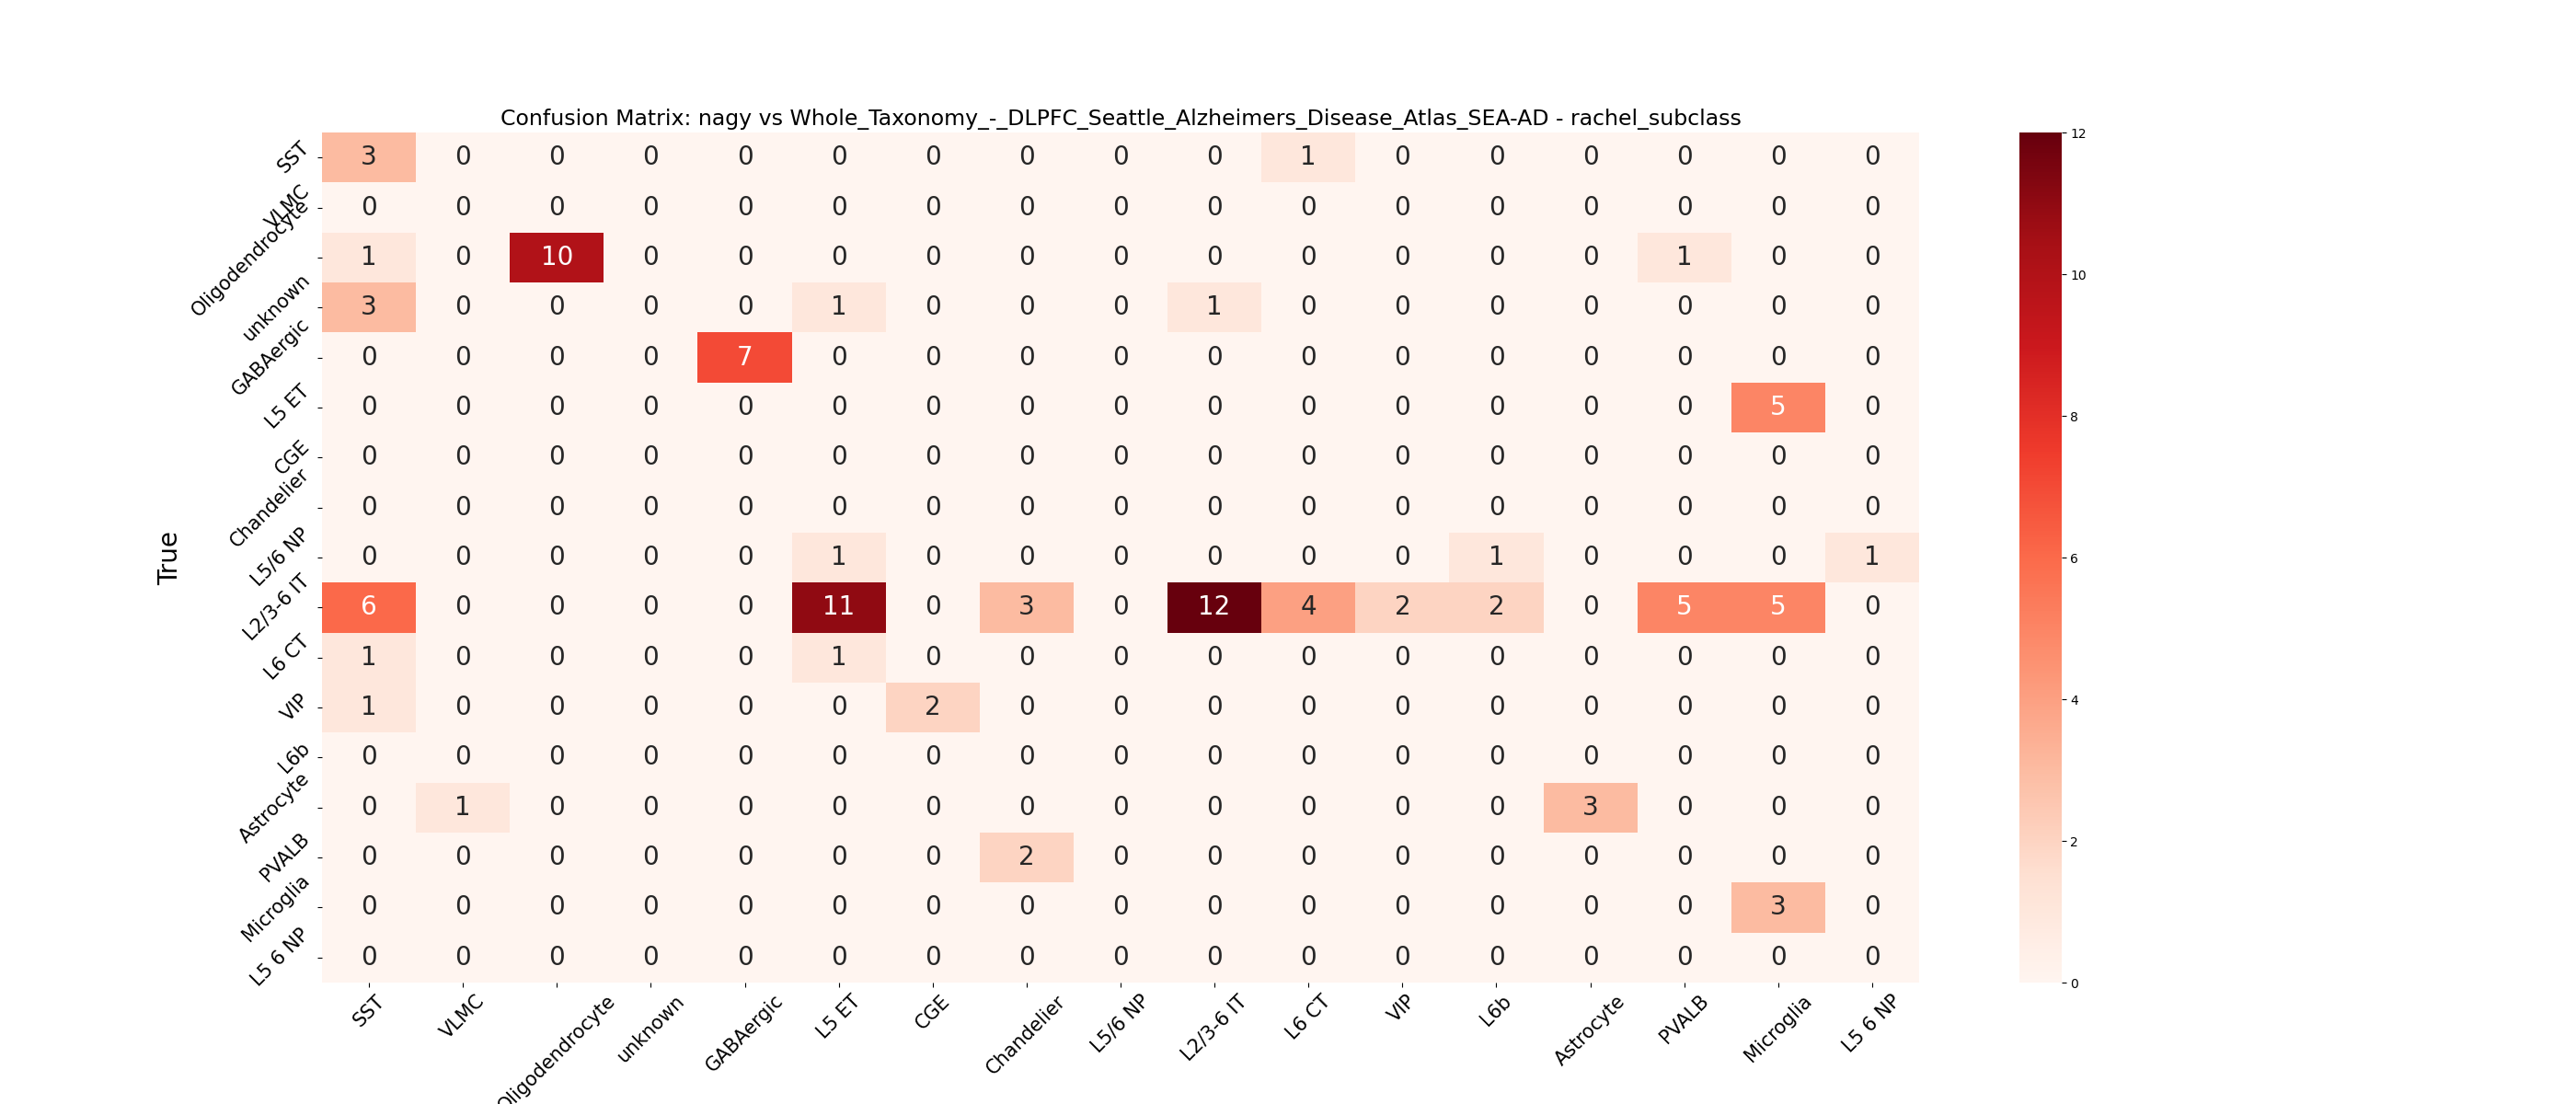 Confusion Matrix: nagy vs Whole_Taxonomy_-_DLPFC_Seattle_Alzheimers_Disease_Atlas_SEA-AD - rachel_subclass
True
SST 3 0 0 0 0 0 0 0 0 0 1 0 0 0 0 0 0
VLMC 0 0 0 0 0 0 0 0 0 0 0 0 0 0 0 0 0
Oligodendrocyte 1 0 10 0 0 0 0 0 0 0 0 0 0 0 1 0 0
unknown 3 0 0 0 0 1 0 0 0 1 0 0 0 0 0 0 0
GABAergic 0 0 0 0 7 0 0 0 0 0 0 0 0 0 0 0 0
L5 ET 0 0 0 0 0 0 0 0 0 0 0 0 0 0 0 5 0
CGE 0 0 0 0 0 0 0 0 0 0 0 0 0 0 0 0 0
Chandelier 0 0 0 0 0 0 0 0 0 0 0 0 0 0 0 0 0
L5/6 NP 0 0 0 0 0 1 0 0 0 0 0 0 1 0 0 0 1
L2/3-6 IT 6 0 0 0 0 11 0 3 0 12 4 2 2 0 5 5 0
L6 CT 1 0 0 0 0 1 0 0 0 0 0 0 0 0 0 0 0
VIP 1 0 0 0 0 0 2 0 0 0 0 0 0 0 0 0 0
L6b 0 0 0 0 0 0 0 0 0 0 0 0 0 0 0 0 0
Astrocyte 0 1 0 0 0 0 0 0 0 0 0 0 0 3 0 0 0
PVALB 0 0 0 0 0 0 0 2 0 0 0 0 0 0 0 0 0
Microglia 0 0 0 0 0 0 0 0 0 0 0 0 0 0 0 3 0
L5 6 NP 0 0 0 0 0 0 0 0 0 0 0 0 0 0 0 0 0
SST VLMC Oligodendrocyte unknown GABAergic L5 ET CGE Chandelier L5/6 NP L2/3-6 IT L6 CT VIP L6b Astrocyte PVALB Microglia L5 6 NP
12
10
8
6
4
2
0